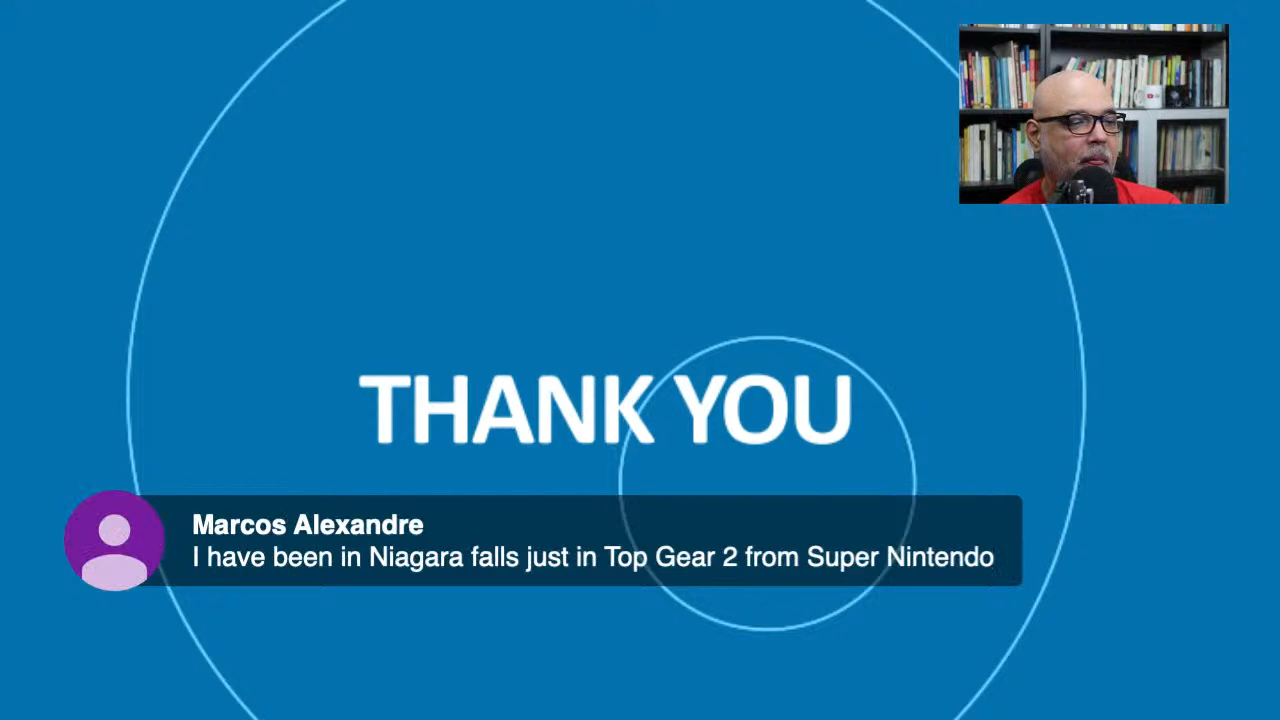 THANK YOU
Marcos Alexandre
I have been in Niagara falls just in Top Gear 2 from Super Nintendo